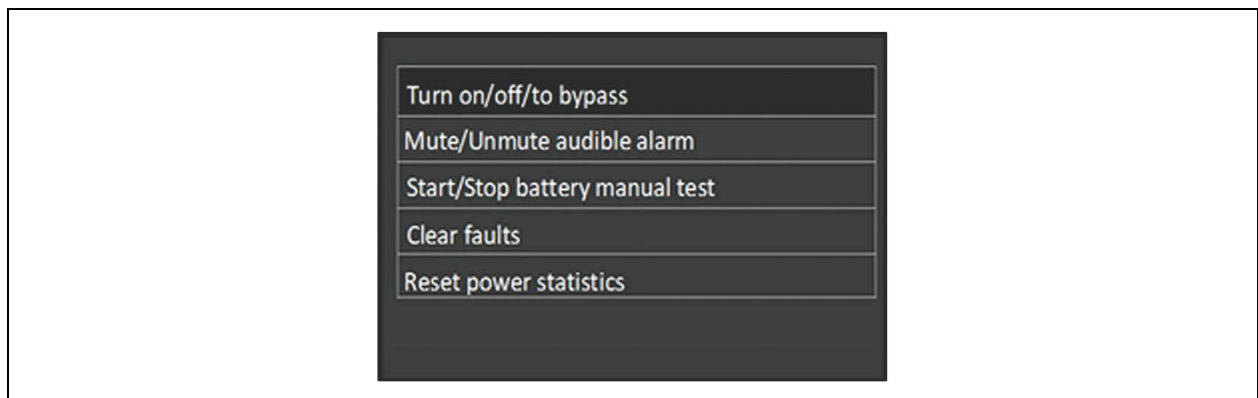 Turn on/off/to bypass
Mute/Unmute audible alarm
Start/Stop battery manual test
Clear faults
Reset power statistics